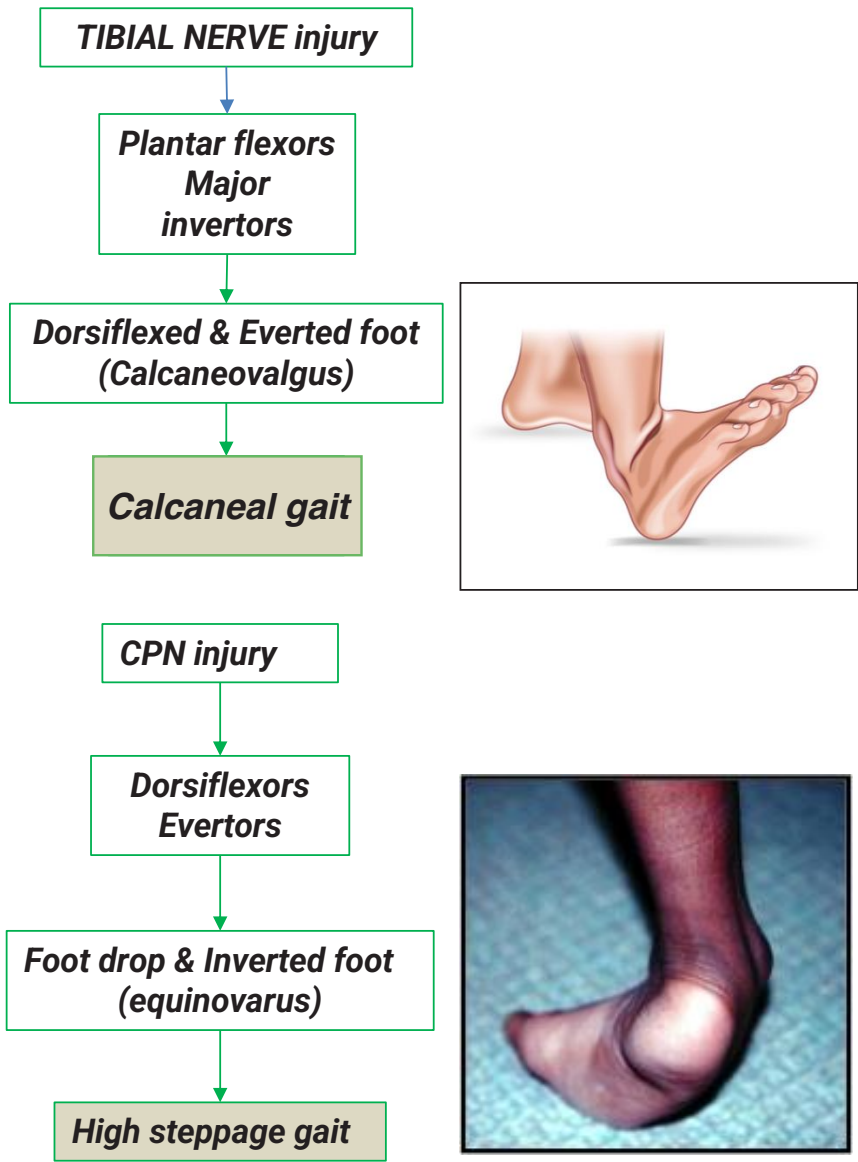 TIBIAL NERVE injury
Plantar flexors
Major
invertors
Dorsiflexed & Everted foot
(Calcaneovalgus)
Calcaneal gait
CPN injury
Dorsiflexors
Evertors
Foot drop & Inverted foot
(equinovarus)
High steppage gait